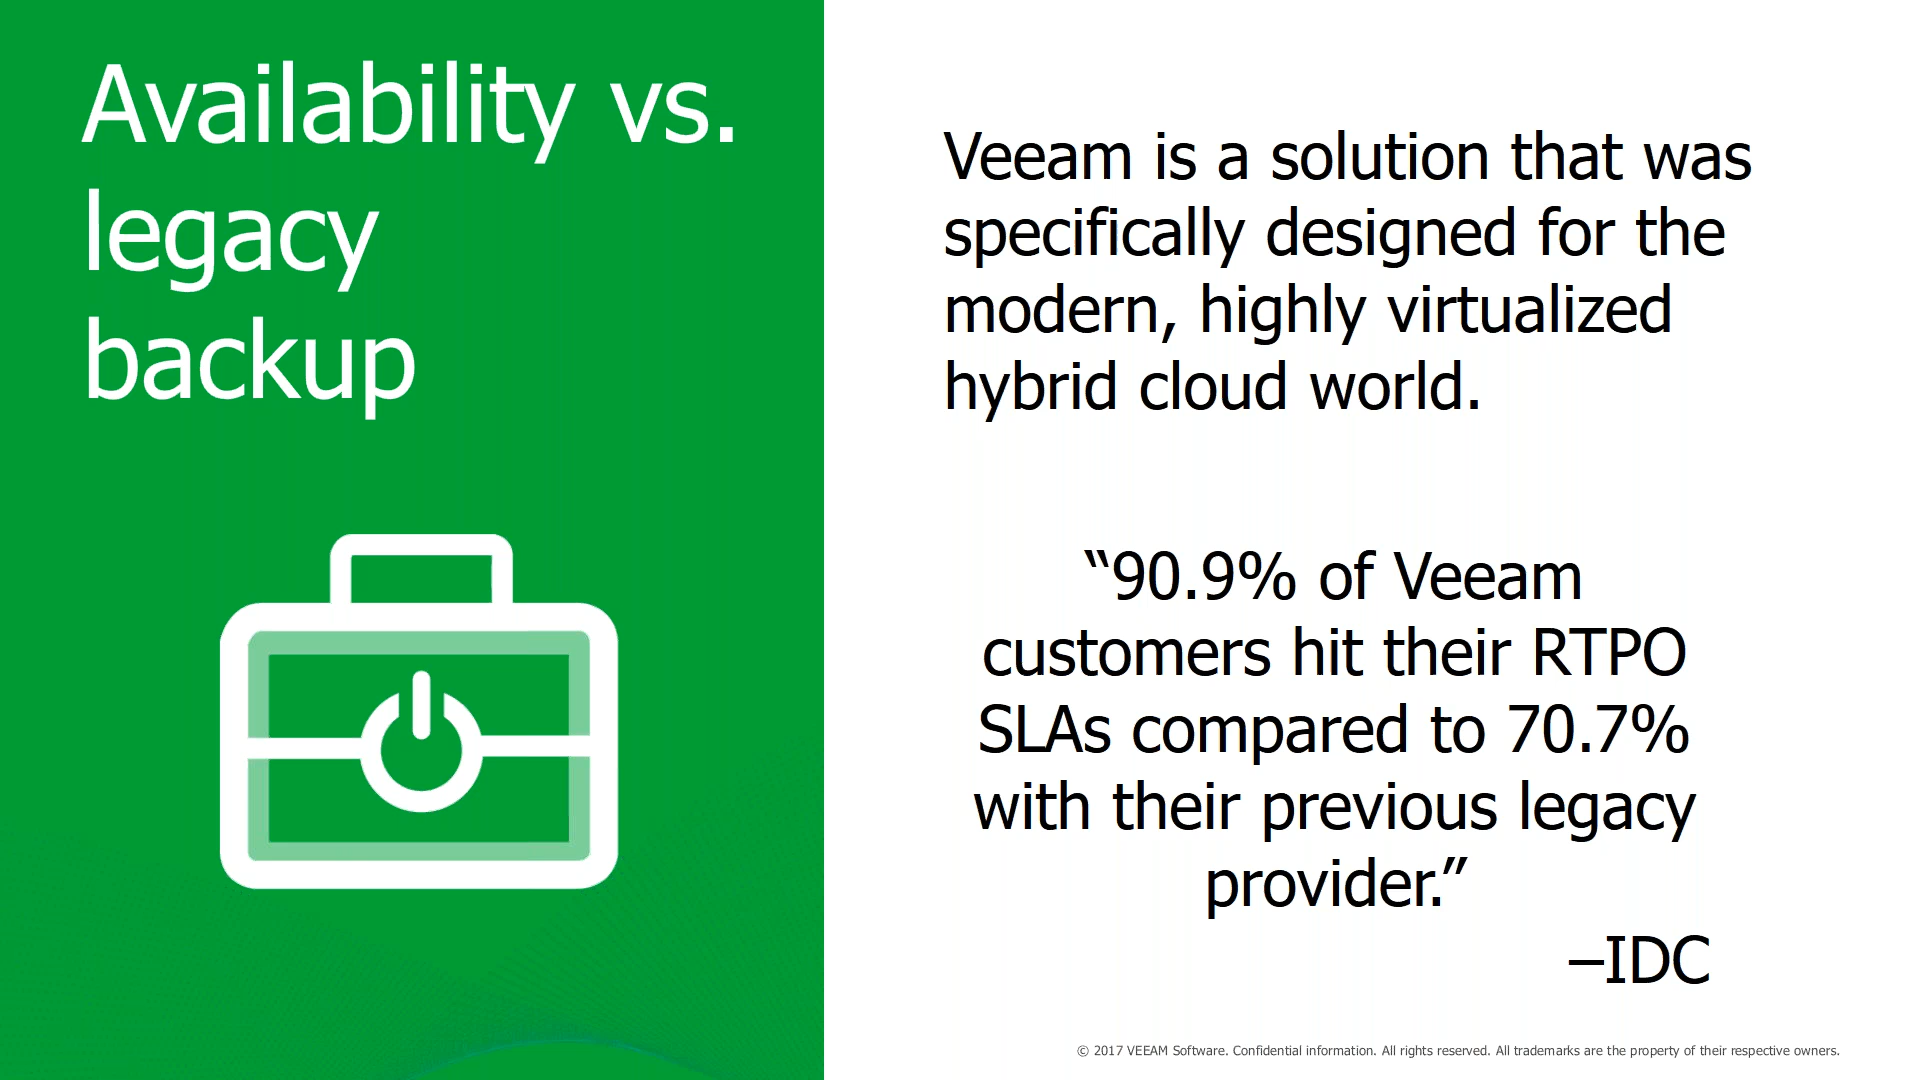 Availability vs.
legacy
backup
Veeam is a solution that was
specifically designed for the
modern, highly virtualized
hybrid cloud world.
“90.9% of Veeam
customers hit their RTPO
SLAs compared to 70.7%
with their previous legacy
provider.”
–IDC
© 2017 VEEAM Software. Confidential information. All rights reserved. All trademarks are the property of their respective owners.